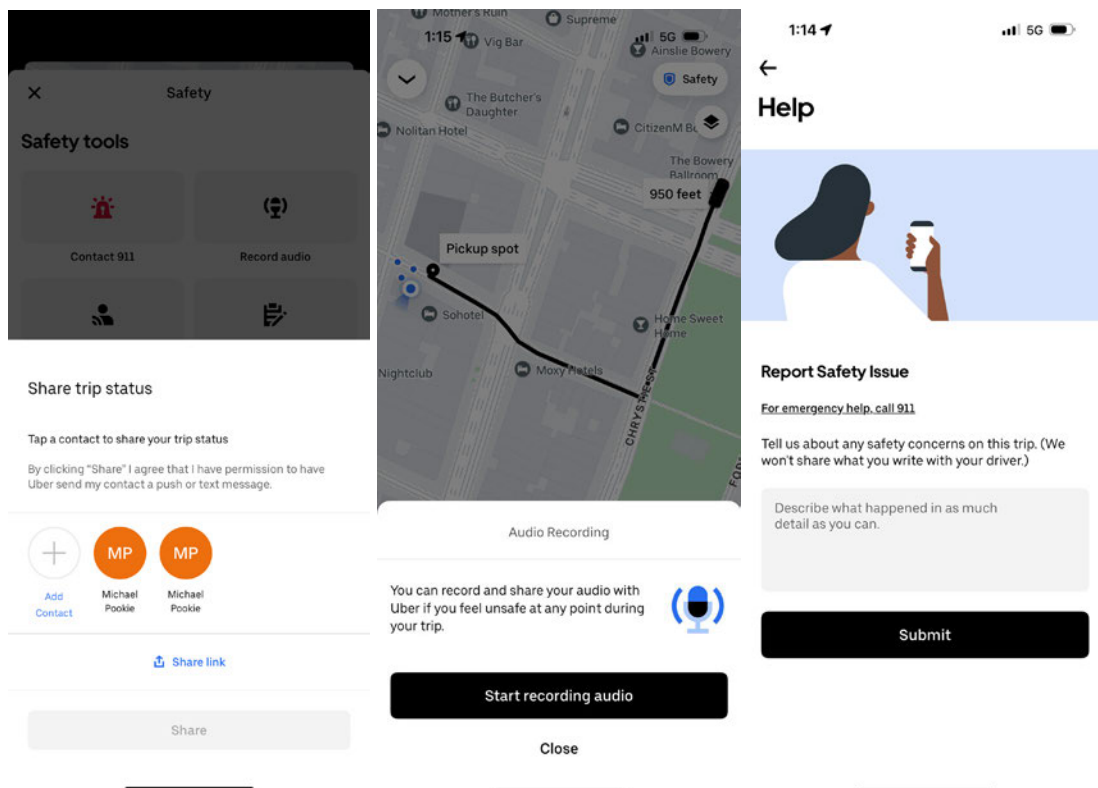 Safety
Safety tools
Contact 911
Record audio
Share trip status
Tap a contact to share your trip status
By clicking "Share" I agree that I have permission to have
Uber send my contact a push or text message.
MP
MP
Add
Contact
Michael
Pookie
Michael
Pookie
Share link
Share
Mother's Ruin
Supreme
1:15
5G
Vig Bar
Ainslie Bowery
Safety
The Butcher's
Daughter
Nolitan Hotel
CitizenM
The Bowery
Ballroom
950 feet
Pickup spot
Sohotel
Home Sweet
Home
Nightclub
Moxy Hotels
CHRYSTIE ST
Audio Recording
You can record and share your audio with
Uber if you feel unsafe at any point during
your trip.
Start recording audio
Close
1:14
5G
Help
Report Safety Issue
For emergency help, call 911
Tell us about any safety concerns on this trip. (We
won't share what you write with your driver.)
Describe what happened in as much
detail as you can.
Submit